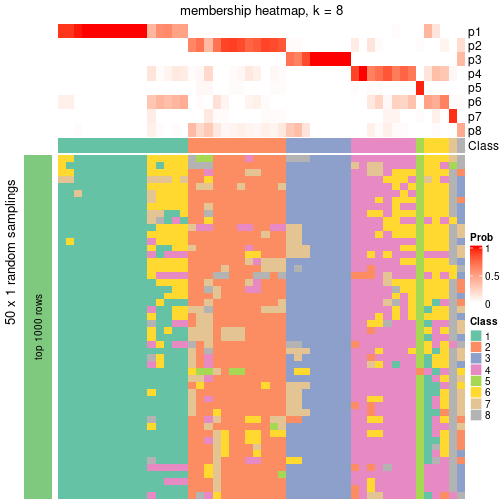 membership heatmap, k = 8
p1
p2
p3
p4
p5
p6
p7
p8
Class
50 x 1 random samplings
top 1000 rows
Prob
1
0.5
0
Class
1
2
3
4
5
6
7
8